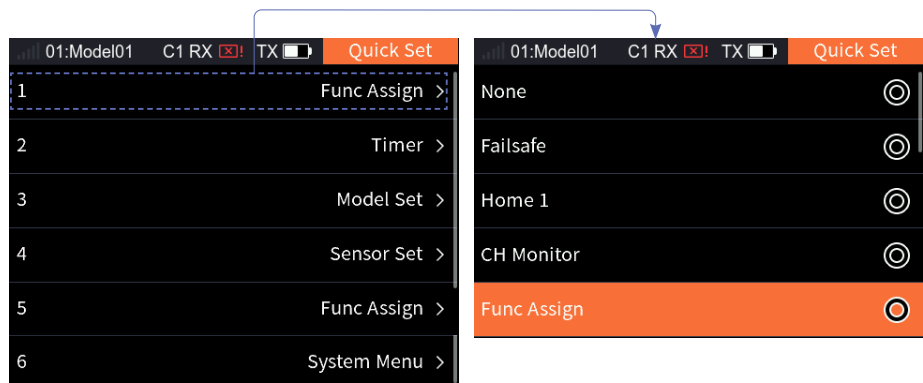 01:Model01 C1 RX ! TX Quick Set
1 Func Assign >
2 Timer >
3 Model Set >
4 Sensor Set >
5 Func Assign >
6 System Menu >
01:Model01 C1 RX ! TX Quick Set
None
Failsafe
Home 1
CH Monitor
Func Assign